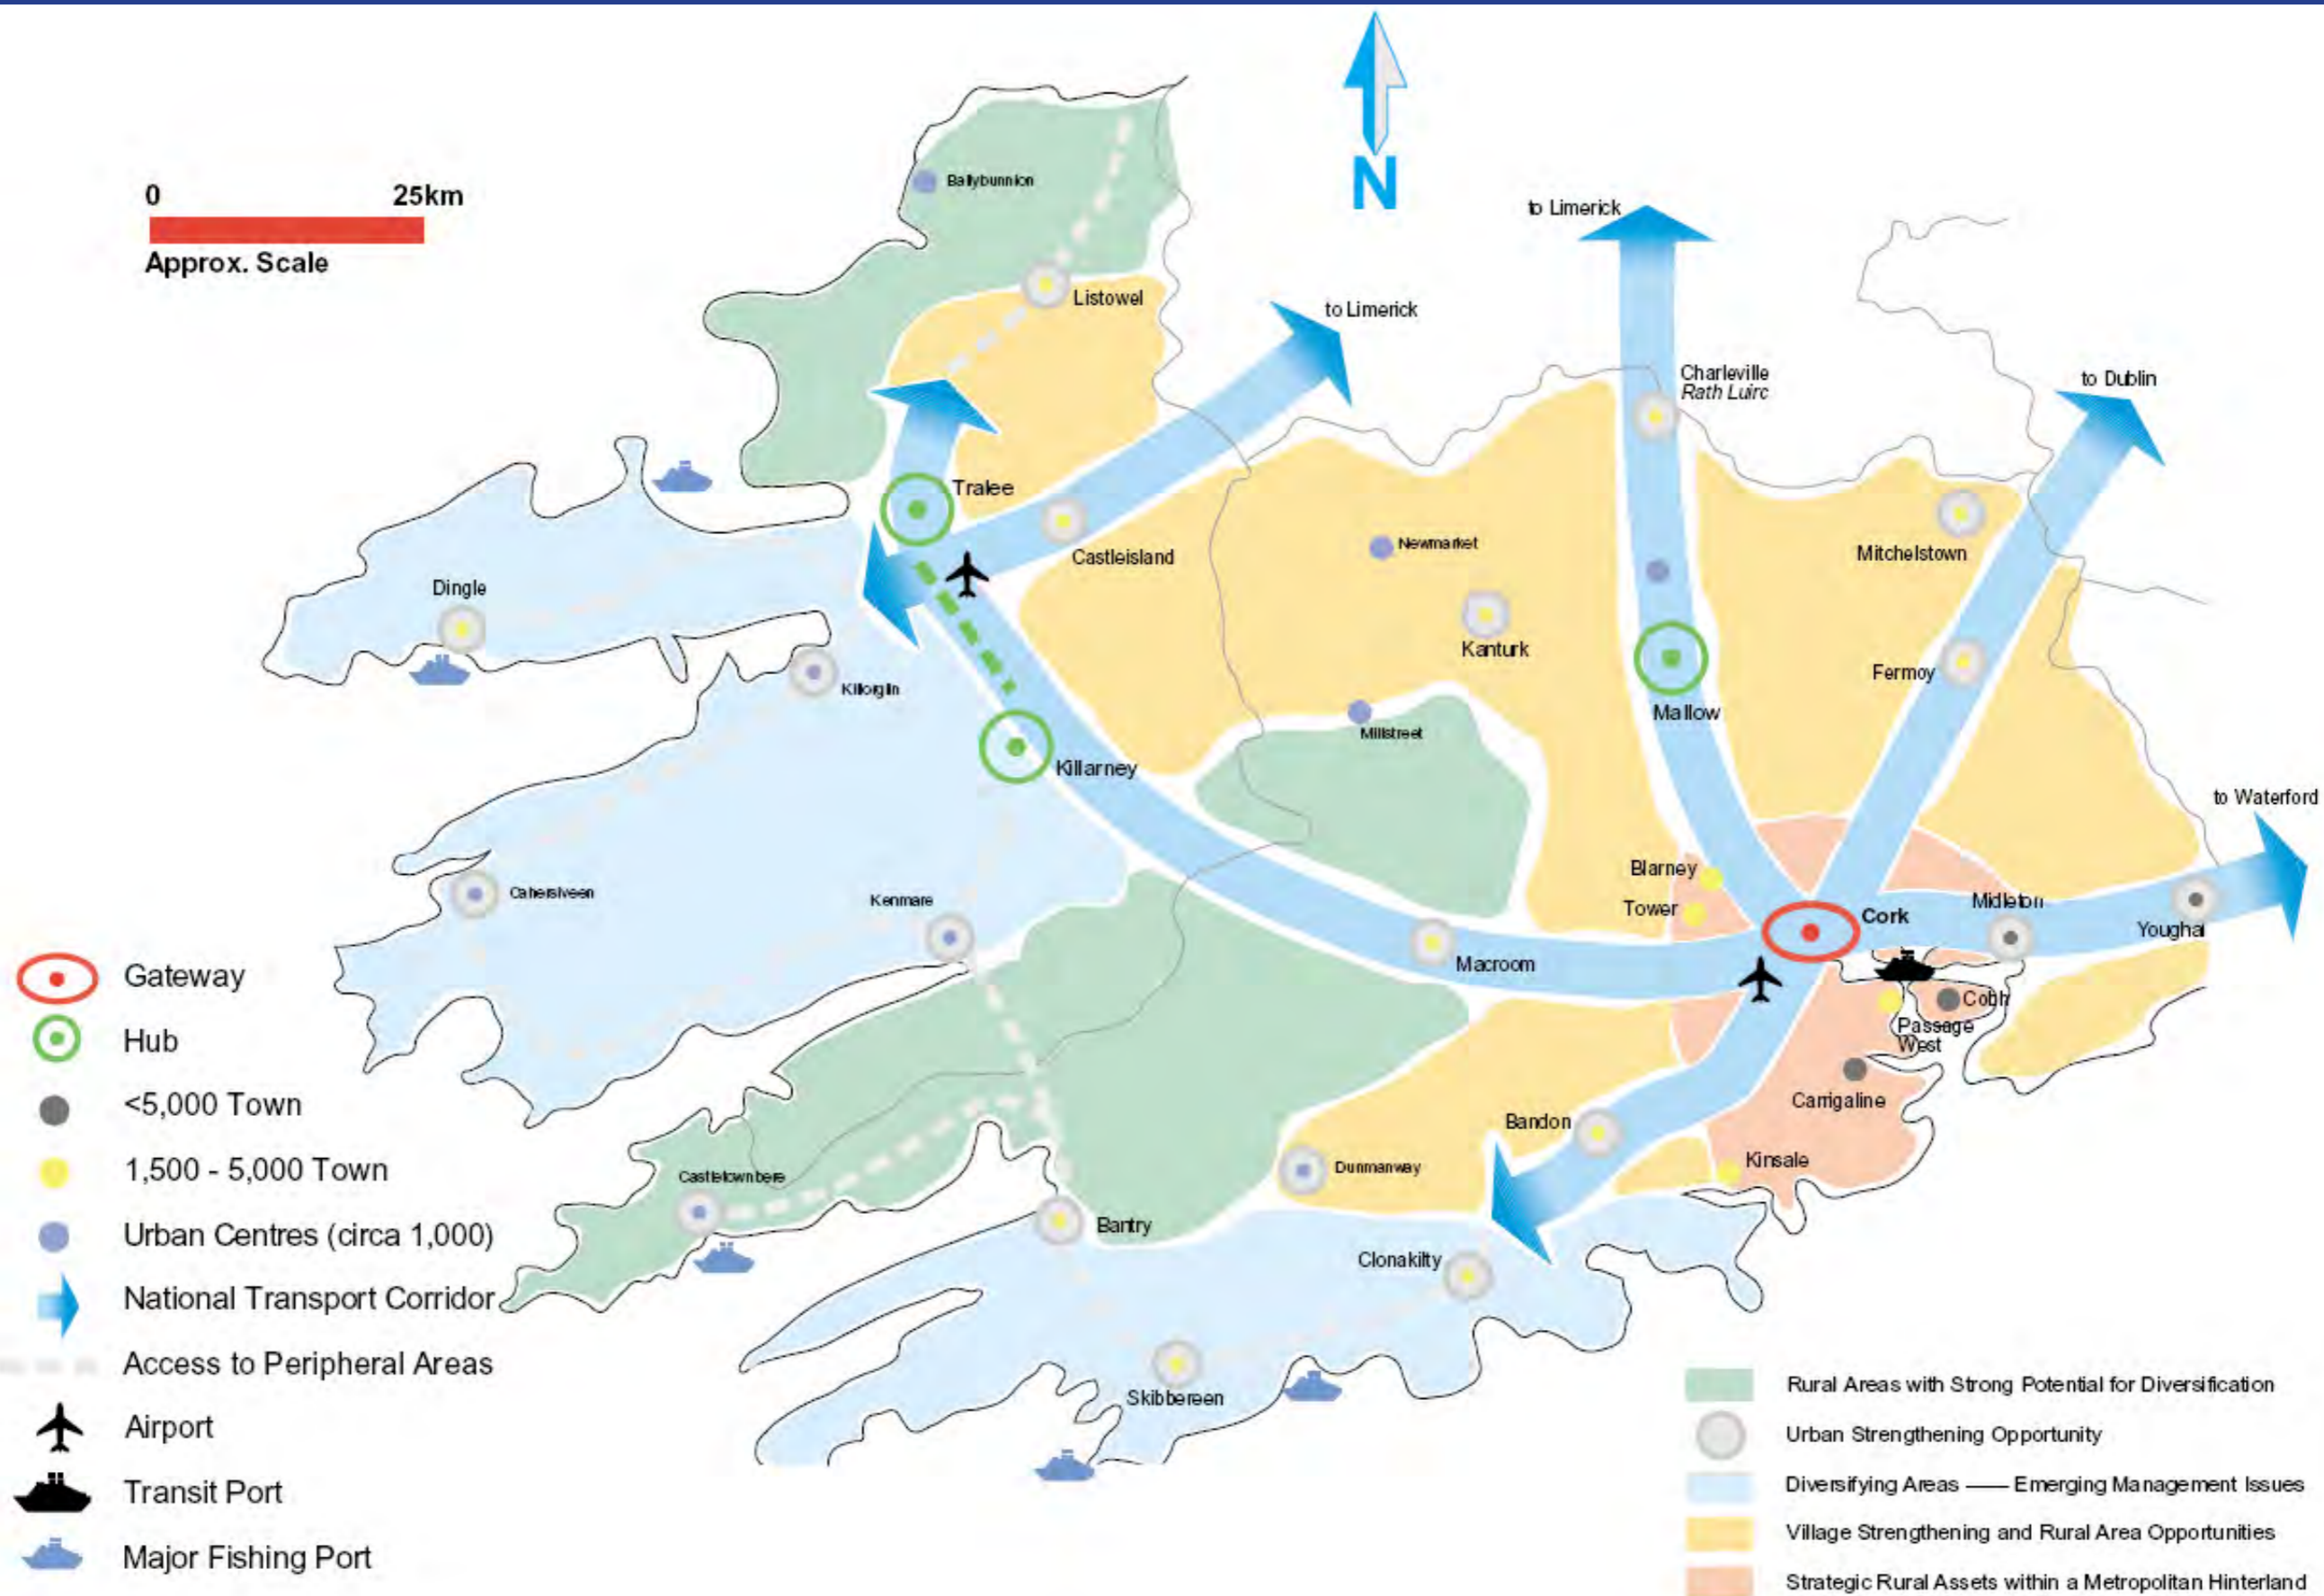 N
0 25km
Approx. Scale
Ballybunnion
Listowel
to Limerick
to Limerick
Charleville
Rath Luirc
to Dublin
Tralee
Castleisland
Newmarket
Mitchelstown
Dingle
Kanturk
Killorglin
Fermoy
Mallow
Millstreet
Killarney
to Waterford
Blarney
Tower
Cahersiveen
Kenmare
Cork
Midleton
Youghal
Macroom
Cobh
Passage
West
Carrigaline
Bandon
Kinsale
Dunmanway
Castletownbere
Bantry
Clonakilty
Skibbereen
Gateway
Hub
<5,000 Town
1,500 - 5,000 Town
Urban Centres (circa 1,000)
National Transport Corridor
Access to Peripheral Areas
Airport
Transit Port
Major Fishing Port
Rural Areas with Strong Potential for Diversification
Urban Strengthening Opportunity
Diversifying Areas —— Emerging Management Issues
Village Strengthening and Rural Area Opportunities
Strategic Rural Assets within a Metropolitan Hinterland